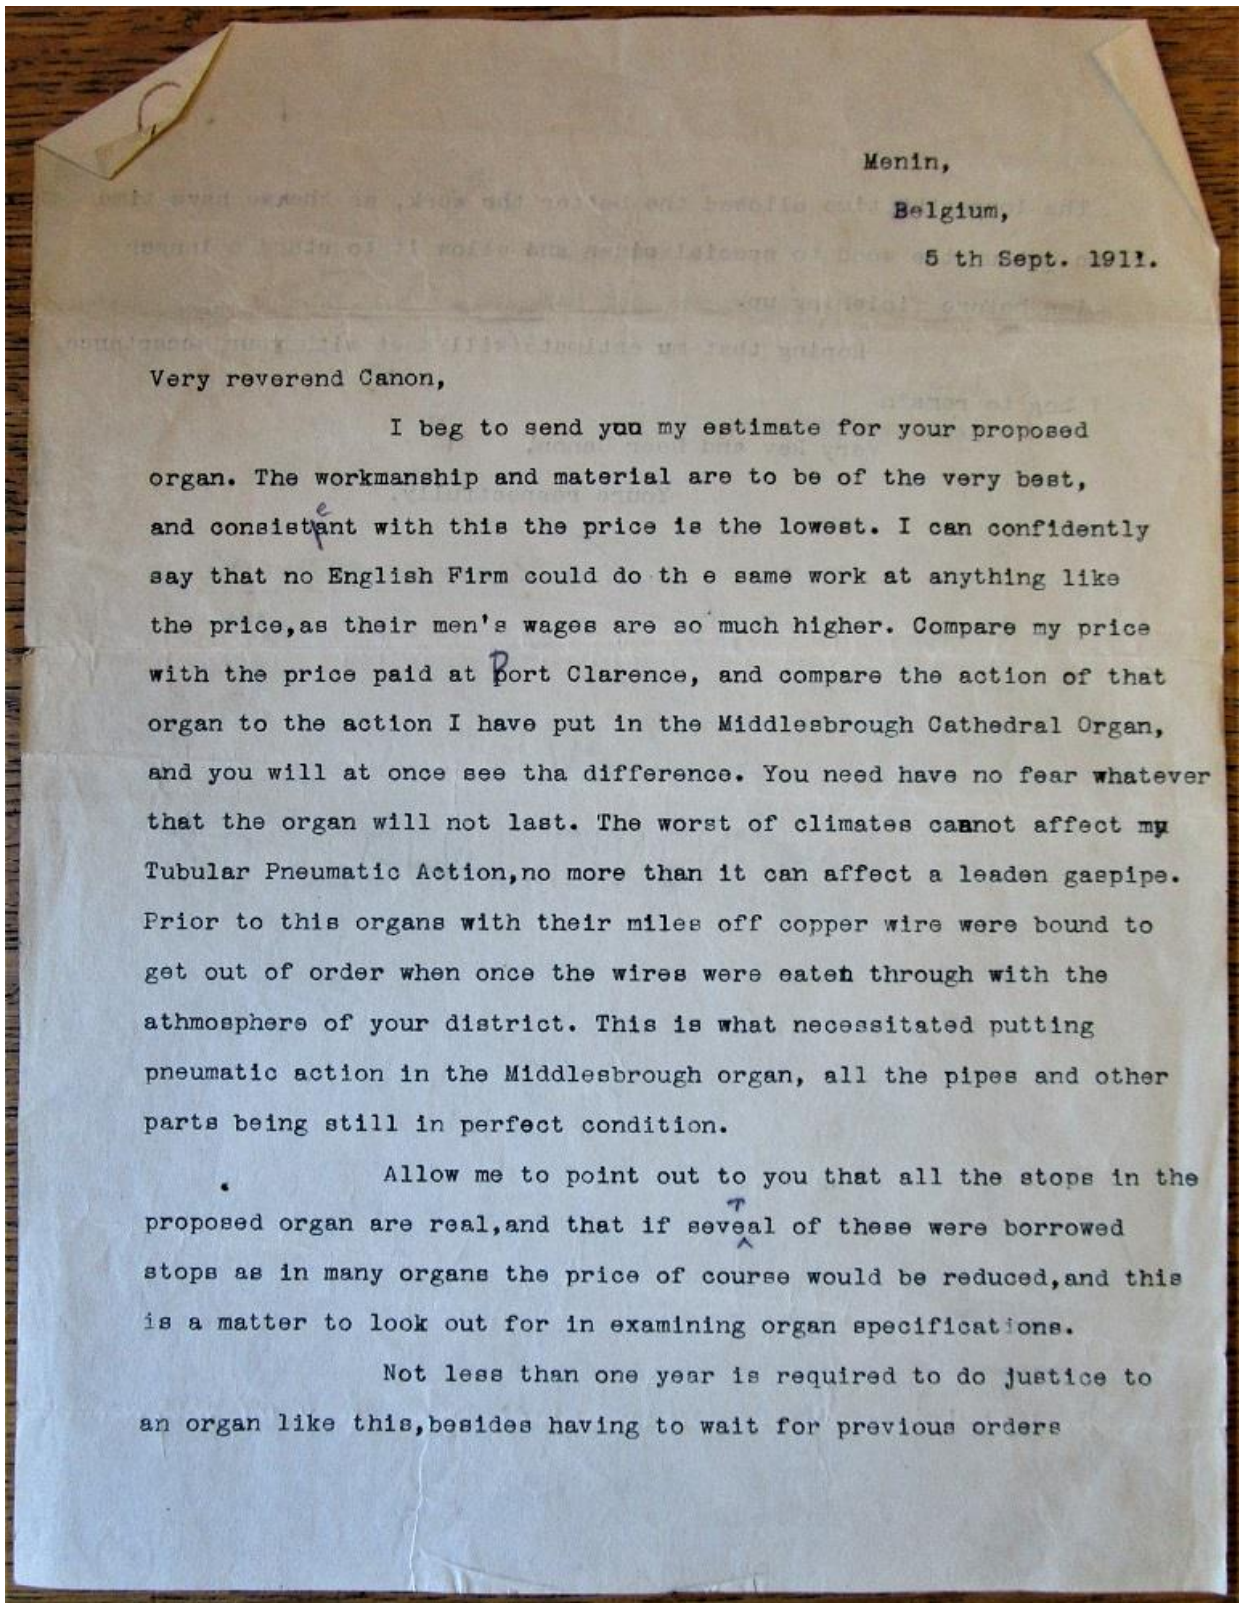 Menin,
Belgium,
5 th Sept. 1911.
Very reverend Canon,
I beg to send you my estimate for your proposed
organ. The workmanship and material are to be of the very best,
and consistent with this the price is the lowest. I can confidently
say that no English Firm could do th e same work at anything like
the price,as their men's wages are so much higher. Compare my price
with the price paid at Port Clarence, and compare the action of that
organ to the action I have put in the Middlesbrough Cathedral Organ,
and you will at once see tha difference. You need have no fear whatever
that the organ will not last. The worst of climates cannot affect my
Tubular Pneumatic Action,no more than it can affect a leaden gaspipe.
Prior to this organs with their miles off copper wire were bound to
get out of order when once the wires were eaten through with the
athmosphere of your district. This is what necessitated putting
pneumatic action in the Middlesbrough organ, all the pipes and other
parts being still in perfect condition.
Allow me to point out to you that all the stops in the
proposed organ are real,and that if several of these were borrowed
stops as in many organs the price of course would be reduced,and this
is a matter to look out for in examining organ specifications.
Not less than one year is required to do justice to
an organ like this,besides having to wait for previous orders